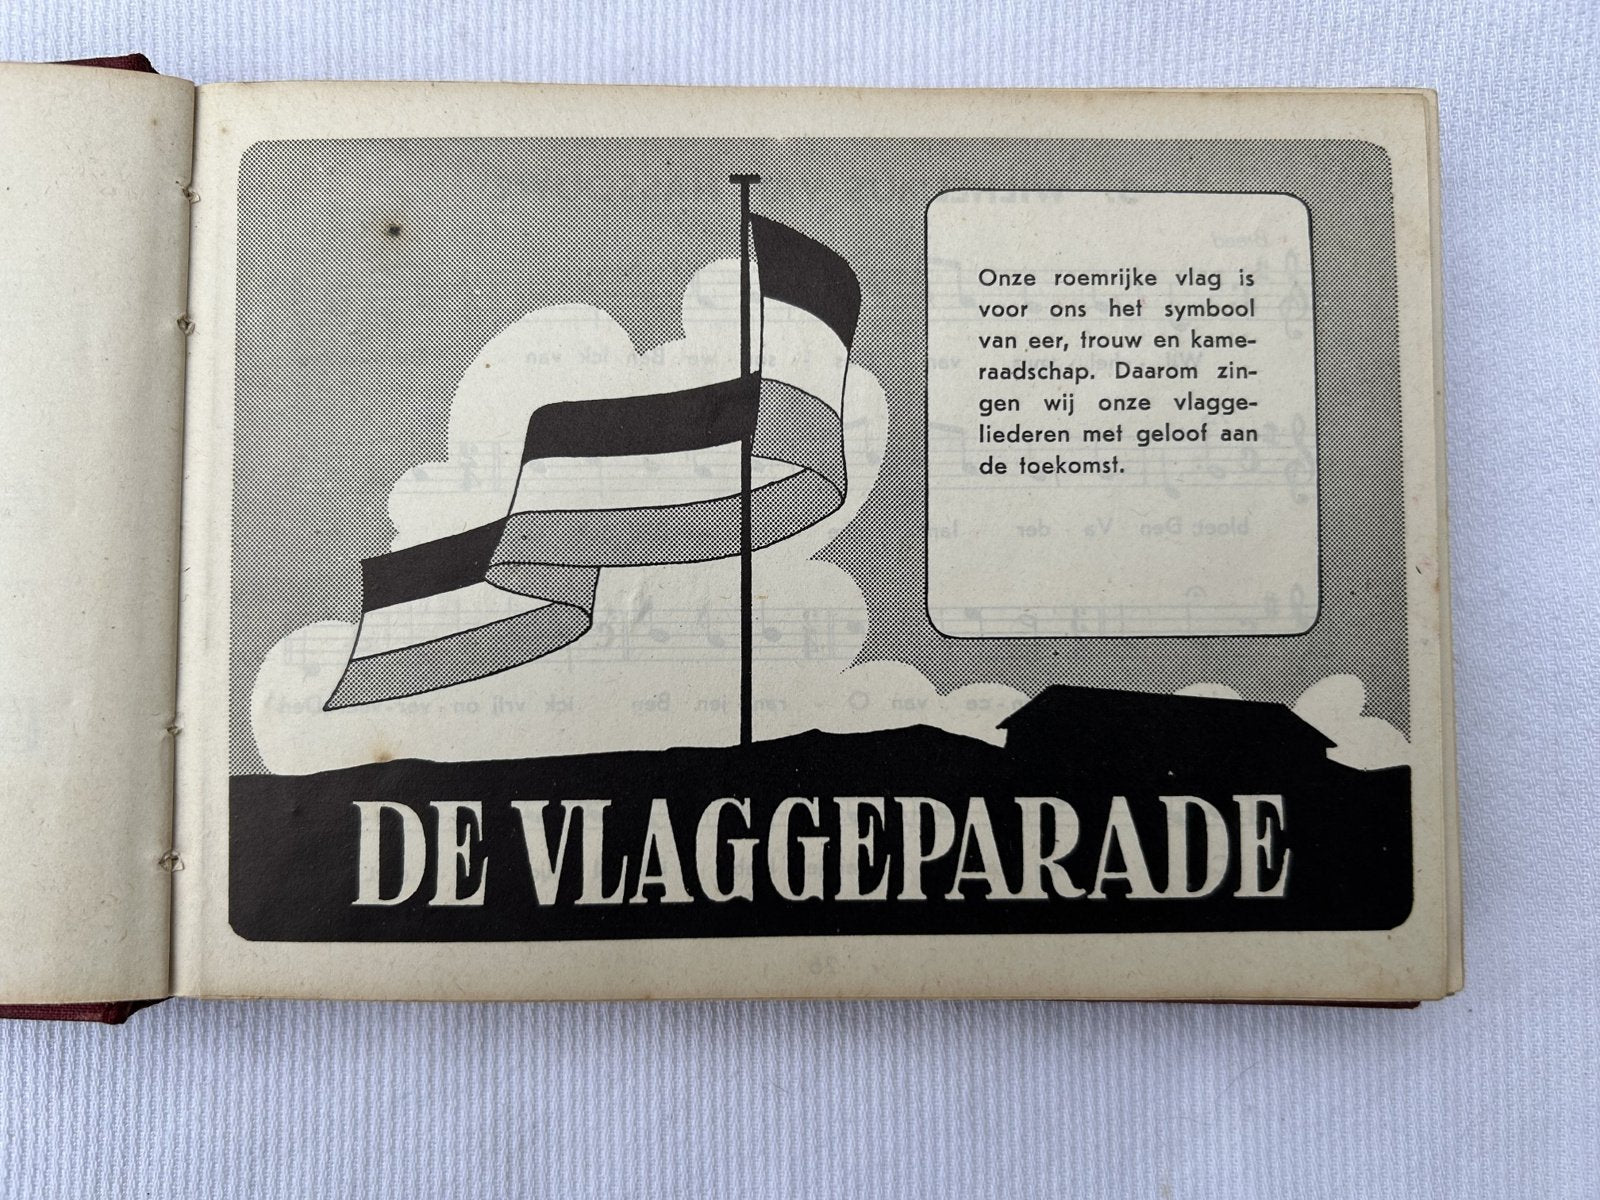 Onze roemrijke vlag is
voor ons het symbool
van eer, trouw en kame-
raadschap. Daarom zin-
gen wij onze vlagge-
liederen met geloof aan
de toekomst.
DE VLAGGEPARADE